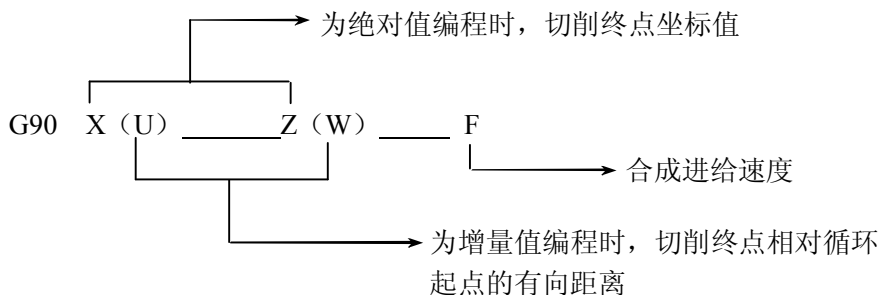 为绝对值编程时，切削终点坐标值
G90 X（U）____Z（W）____F
合成进给速度
为增量值编程时，切削终点相对循环
起点的有向距离